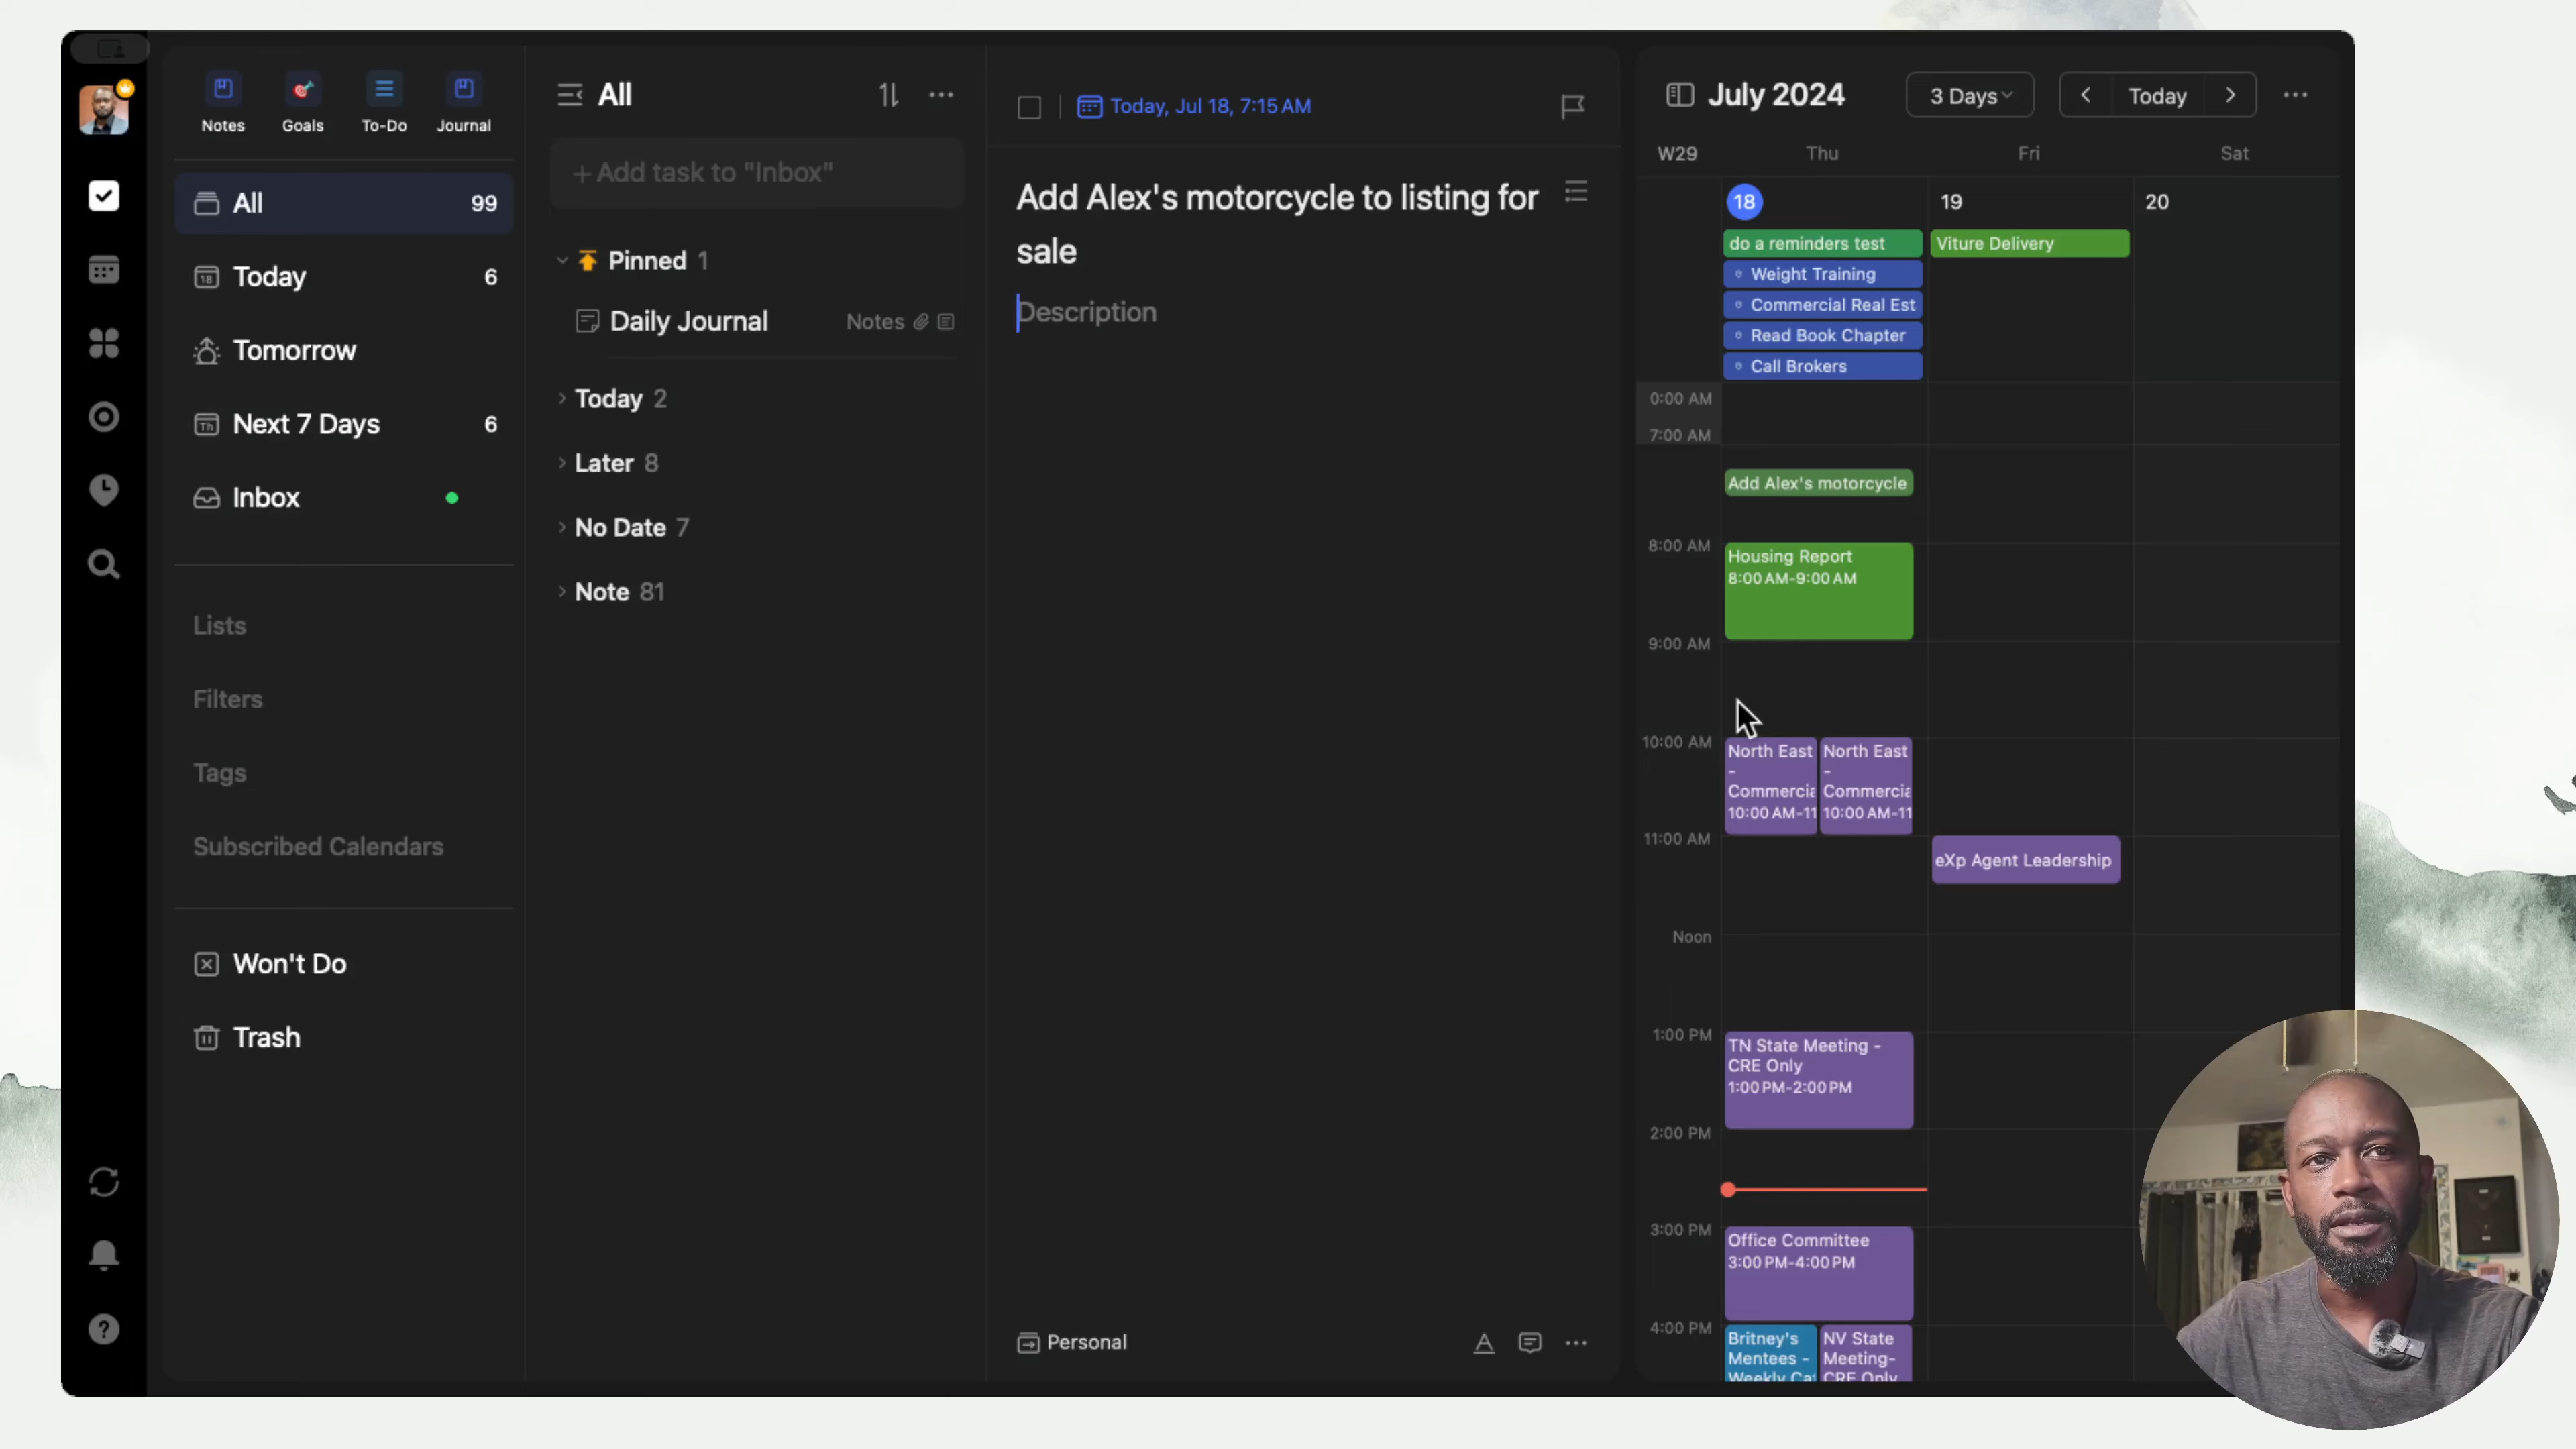 Notes
Goals
To-Do
Journal
All 99
Today 6
Tomorrow
Next 7 Days 6
Inbox
Lists
Filters
Tags
Subscribed Calendars
Won't Do
Trash
All
+ Add task to "Inbox"
Pinned 1
Daily Journal Notes
Today 2
Later 8
No Date 7
Note 81
Today, Jul 18, 7:15 AM
Add Alex's motorcycle to listing for
sale
Description
Personal
July 2024
3 Days
Today
W29 Thu Fri Sat
18 19 20
do a reminders test
Viture Delivery
Weight Training
Commercial Real Est
Read Book Chapter
Call Brokers
0:00 AM
7:00 AM
Add Alex's motorcycle
8:00 AM
Housing Report
8:00 AM-9:00 AM
9:00 AM
10:00 AM
North East
-
Commercia
10:00 AM-11
North East
-
Commercia
10:00 AM-11
11:00 AM
eXp Agent Leadership
Noon
1:00 PM
TN State Meeting -
CRE Only
1:00 PM-2:00 PM
2:00 PM
3:00 PM
Office Committee
3:00 PM-4:00 PM
4:00 PM
Britney's
Mentees -
Weekly Ca
NV State
Meeting-
CRE Only